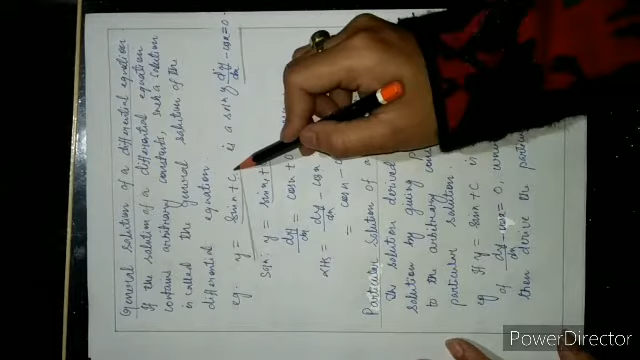 General solution of a differential equation.
If the solution of a differential equation
contains arbitrary constants, such a solution
is called the general solution of the
differential equation.
eg. y = sin x + C is a soln of dy/dx - cos x = 0.
Soln. y = sin x +
dy/dx = cos x + 0
LHS = dy/dx - cos x
= cos x -
Particular Solution of a
The solution derived
solution by giving
to the arbitrary
particular solution.
eg If y = sin x + C is
of dy/dx - cos x = 0,
then derive the
PowerDirector